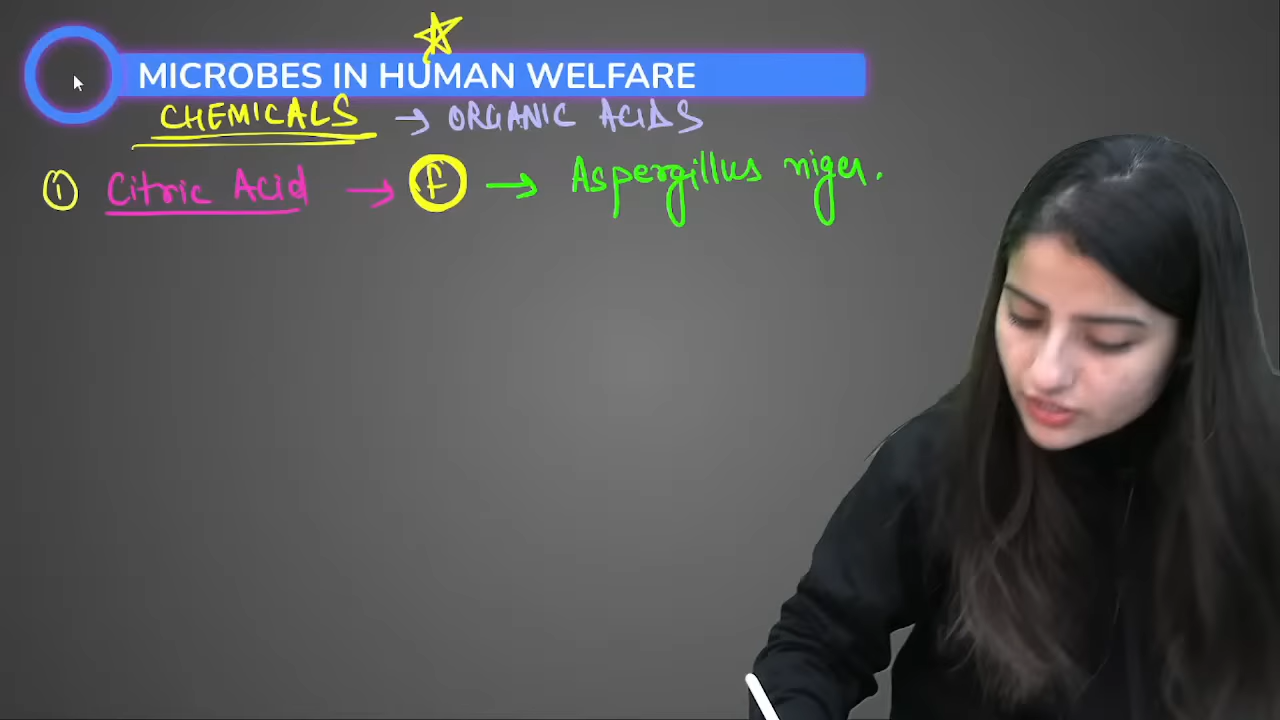 MICROBES IN HUMAN WELFARE
CHEMICALS → ORGANIC ACIDS
① Citric Acid → F → Aspergillus niger.